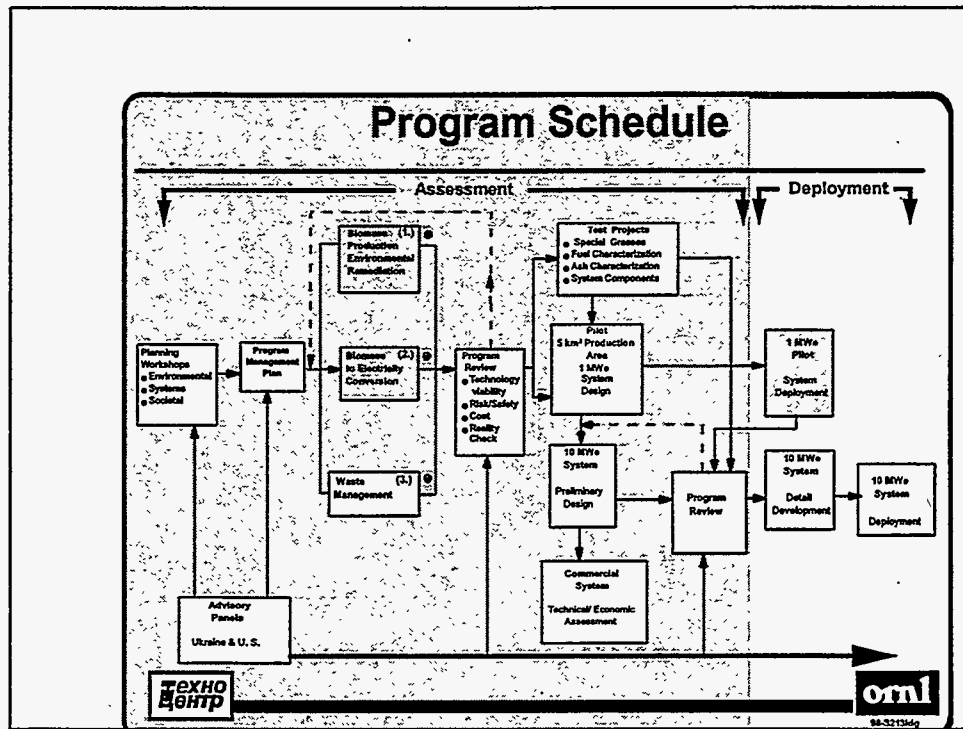 Program Schedule
Assessment
Deployment
Biomass (1.)
Production
Environmental
Remediation
Test Projects
Special Grasses
Fuel Characterization
Ash Characterization
System Components
Planning
Workshops
Environmental
Systems
Societal
Program
Management
Plan
Biomass (2.)
to Electricity
Conversion
Program
Review
Technology
viability
Risk/Safety
Cost
Reality
Check
Pilot
5 km² Production
Area
1 MWe
System
Design
1 MWe
Pilot
System
Deployment
Waste (3.)
Management
10 MWe
System
Preliminary
Design
Program
Review
10 MWe
System
Detail
Development
10 MWe
System
Deployment
Commercial
System
Technical/ Economic
Assessment
Advisory
Panels
Ukraine & U. S.
Техно
Центр
ornl